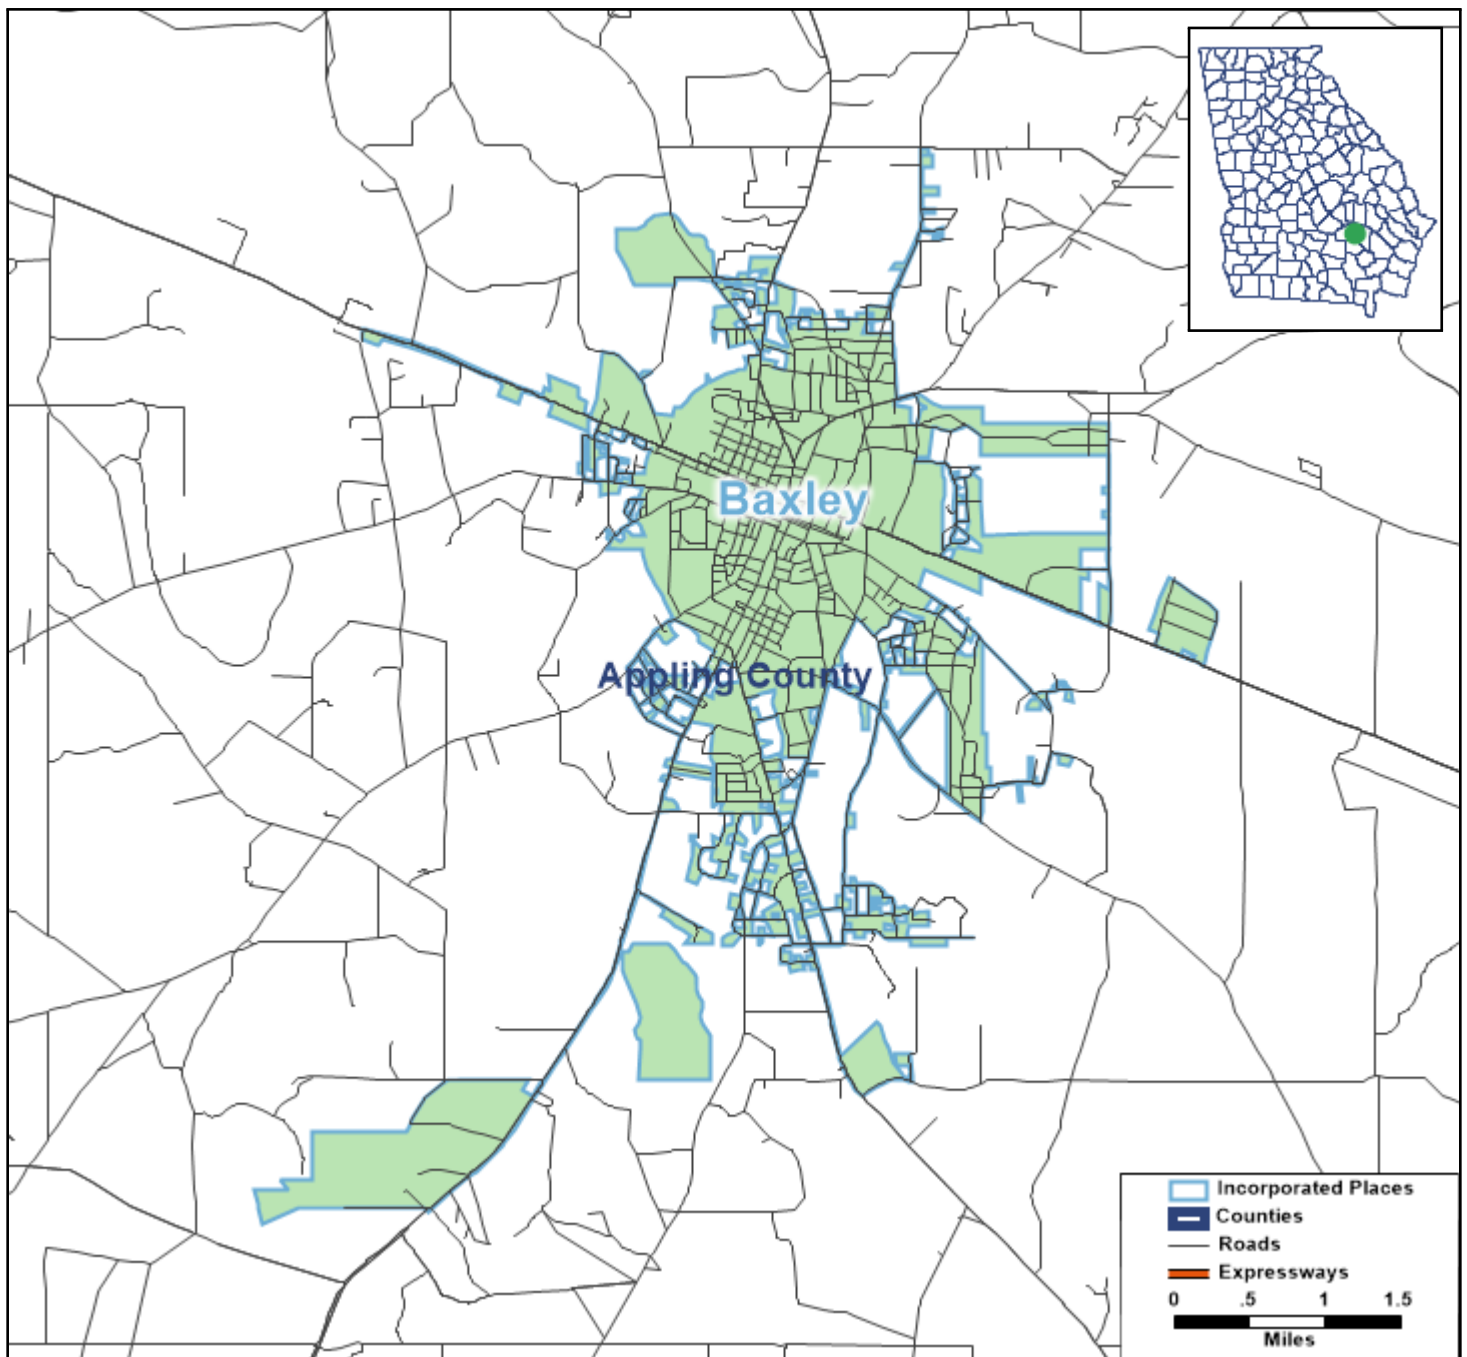 Baxley
Appling County
Incorporated Places
Counties
Roads
Expressways
0 .5 1 1.5
Miles